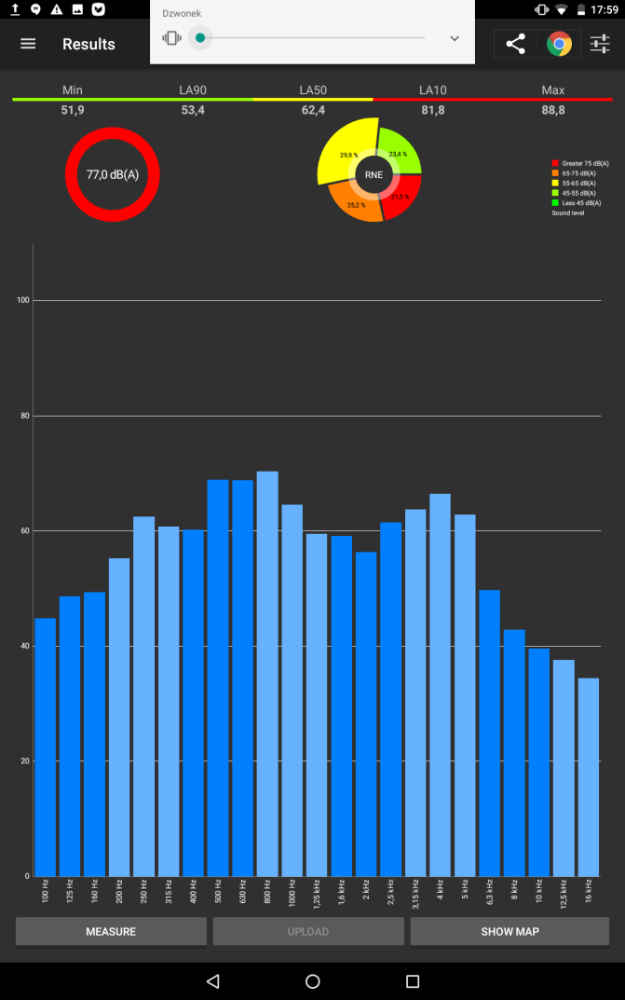 Dzwonek
17:59
Results
Min LA90 LA50 LA10 Max
51,9 53,4 62,4 81,8 88,8
77,0 dB(A)
29,9 %
23,4 %
RNE
25,2 %
21,5 %
Greater 75 dB(A)
65-75 dB(A)
55-65 dB(A)
45-55 dB(A)
Less 45 dB(A)
Sound level
100
80
60
40
20
0
100 Hz
125 Hz
160 Hz
200 Hz
250 Hz
315 Hz
400 Hz
500 Hz
630 Hz
800 Hz
1000 Hz
1,25 kHz
1,6 kHz
2 kHz
2,5 kHz
3,15 kHz
4 kHz
5 kHz
6,3 kHz
8 kHz
10 kHz
12,5 kHz
16 kHz
MEASURE UPLOAD SHOW MAP